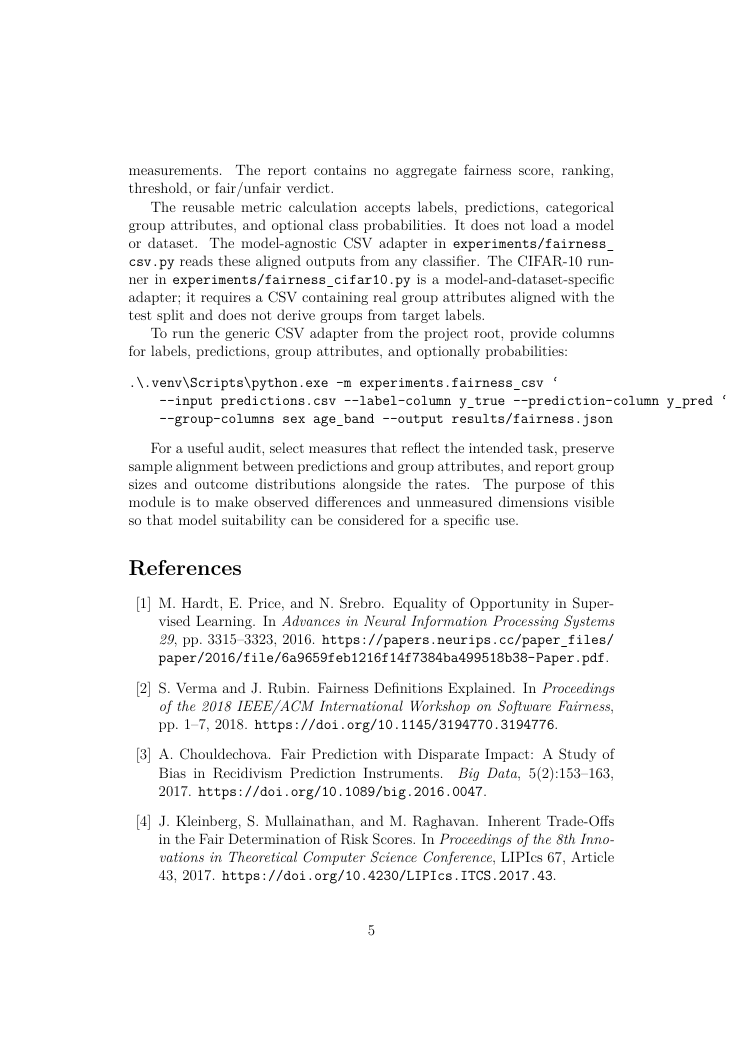 measurements. The report contains no aggregate fairness score, ranking,
threshold, or fair/unfair verdict.
The reusable metric calculation accepts labels, predictions, categorical
group attributes, and optional class probabilities. It does not load a model
or dataset. The model-agnostic CSV adapter in experiments/fairness_
csv.py reads these aligned outputs from any classifier. The CIFAR-10 run-
ner in experiments/fairness_cifar10.py is a model-and-dataset-specific
adapter; it requires a CSV containing real group attributes aligned with the
test split and does not derive groups from target labels.
To run the generic CSV adapter from the project root, provide columns
for labels, predictions, group attributes, and optionally probabilities:
.\.venv\Scripts\python.exe -m experiments.fairness_csv ‘
--input predictions.csv --label-column y_true --prediction-column y_pred ‘
--group-columns sex age_band --output results/fairness.json
For a useful audit, select measures that reflect the intended task, preserve
sample alignment between predictions and group attributes, and report group
sizes and outcome distributions alongside the rates. The purpose of this
module is to make observed differences and unmeasured dimensions visible
so that model suitability can be considered for a specific use.
References
[1] M. Hardt, E. Price, and N. Srebro. Equality of Opportunity in Super-
vised Learning. In Advances in Neural Information Processing Systems
29, pp. 3315–3323, 2016. https://papers.neurips.cc/paper_files/
paper/2016/file/6a9659feb1216f14f7384ba499518b38-Paper.pdf.
[2] S. Verma and J. Rubin. Fairness Definitions Explained. In Proceedings
of the 2018 IEEE/ACM International Workshop on Software Fairness,
pp. 1–7, 2018. https://doi.org/10.1145/3194770.3194776.
[3] A. Chouldechova. Fair Prediction with Disparate Impact: A Study of
Bias in Recidivism Prediction Instruments. Big Data, 5(2):153–163,
2017. https://doi.org/10.1089/big.2016.0047.
[4] J. Kleinberg, S. Mullainathan, and M. Raghavan. Inherent Trade-Offs
in the Fair Determination of Risk Scores. In Proceedings of the 8th Inno-
vations in Theoretical Computer Science Conference, LIPIcs 67, Article
43, 2017. https://doi.org/10.4230/LIPIcs.ITCS.2017.43.
5